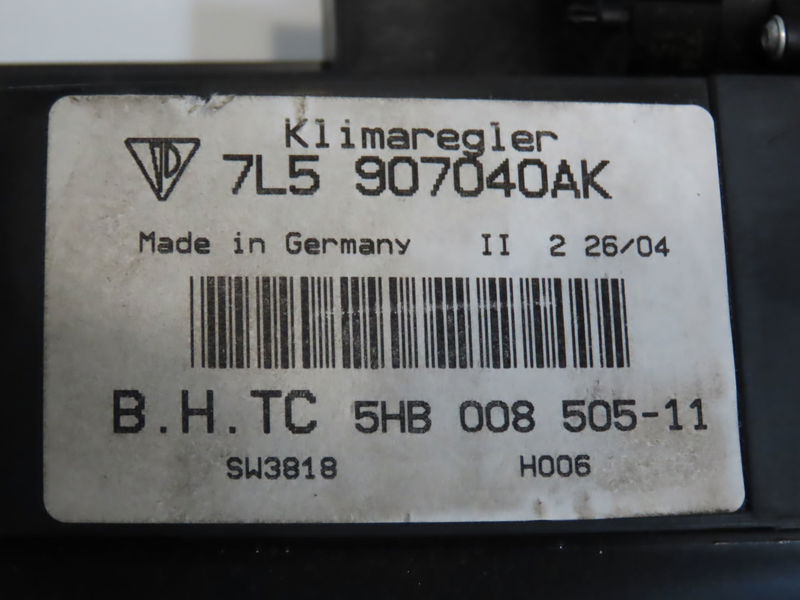 Klimaregler
7L5 907040AK
Made in Germany II 2 26/04
B.H.TC 5HB 008 505-11
SW3818 H006